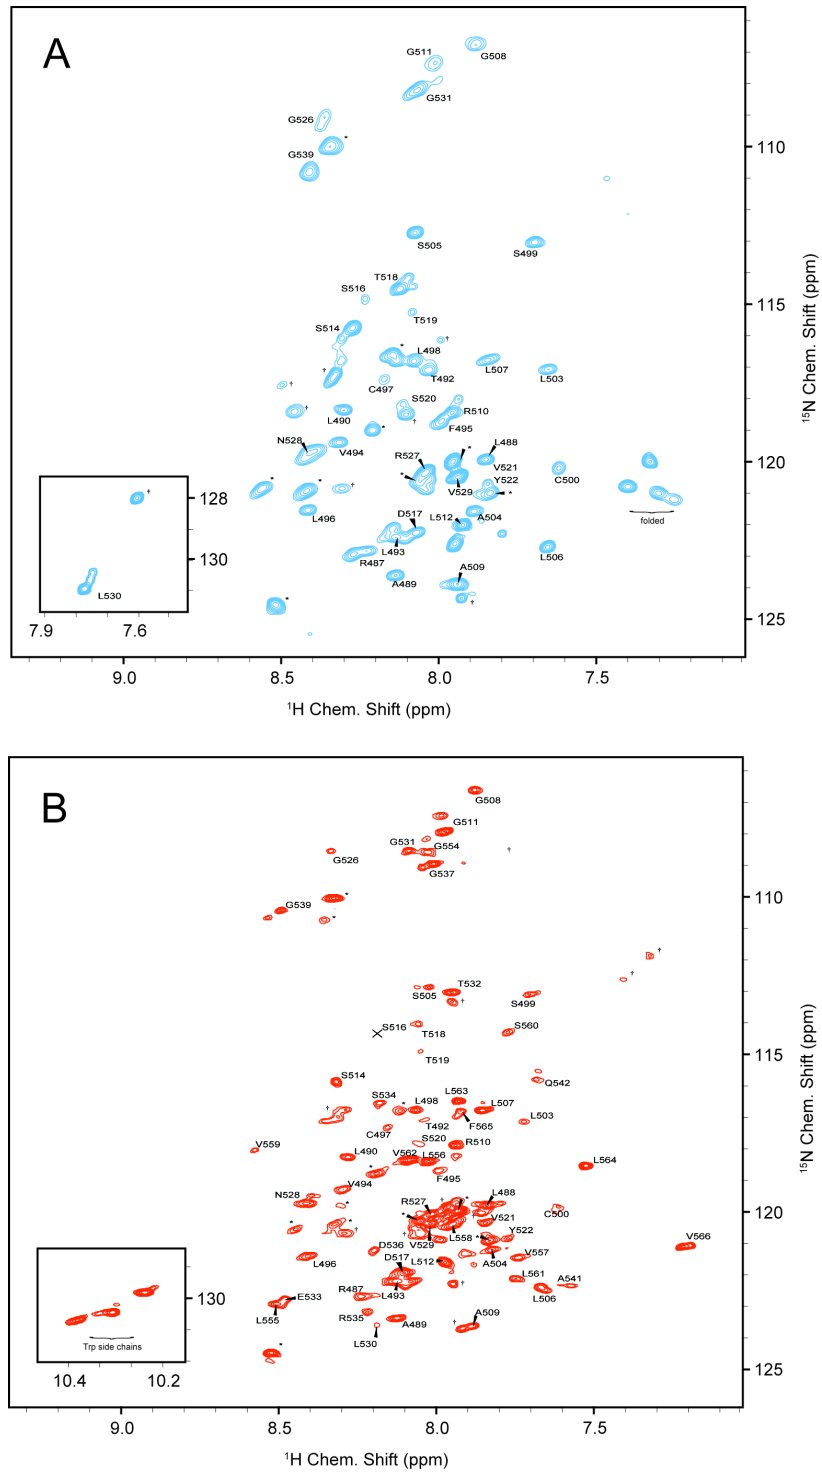 A
G511
G508
G531
G526
*
G539
110
S505
S499
T518
S516
115
T519
S514
*
†
L498
†
T492
L507
L503
†
C497
S520
†
L490
†
R510
F495
*
N528
V494
R527
*
L488
V521
120
*
V529
Y522
C500
*
*
*
†
folded
L496
D517
L512
A504
L493
R487
L506
A489
A509
†
*
125
†
128
130
L530
7.9
7.6
9.0
8.5
8.0
7.5
¹H Chem. Shift (ppm)
¹⁵N Chem. Shift (ppm)
B
G508
G511
G531
G554
†
G526
G537
G539
*
110
*
†
†
T532
S505
†
S499
S516
T518
S560
115
T519
S514
Q542
S534
*
L498
L563
L507
†
F565
L503
C497
T492
S520
R510
V559
L490
V562
L556
L564
*
F495
V494
N528
R527
†
*
L488
C500
*
*
†
V521
120
*
†
V529
L558
*
Y522
V566
D536
A504
V557
L496
D517
L512
L561
A541
L493
†
L506
R487
R535
A489
†
A509
L530
*
125
130
E533
L555
Trp side chains
10.4
10.2
9.0
8.5
8.0
7.5
¹H Chem. Shift (ppm)
¹⁵N Chem. Shift (ppm)